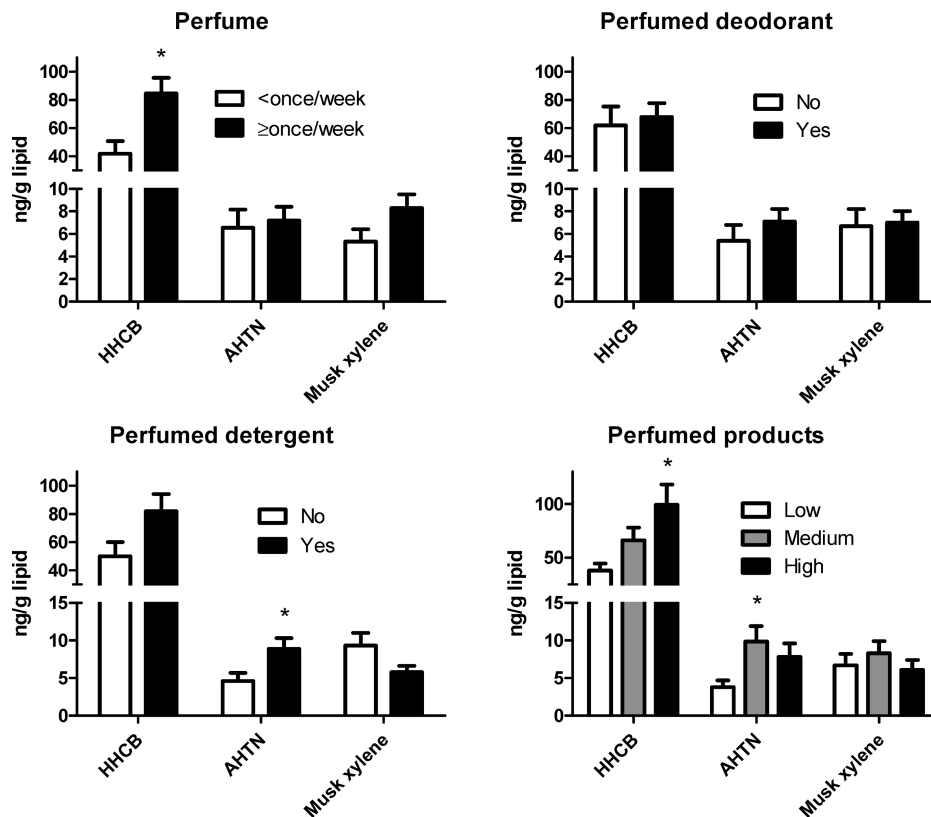 Perfume
*
100
80
60
40
10
8
6
4
2
0
ng/g lipid
<once/week
≥once/week
HHCB
AHTN
Musk xylene
Perfumed deodorant
100
80
60
40
10
8
6
4
2
0
ng/g lipid
No
Yes
HHCB
AHTN
Musk xylene
Perfumed detergent
100
80
60
40
15
10
5
0
ng/g lipid
No
Yes
*
HHCB
AHTN
Musk xylene
Perfumed products
*
100
50
15
10
5
0
ng/g lipid
Low
Medium
High
*
HHCB
AHTN
Musk xylene